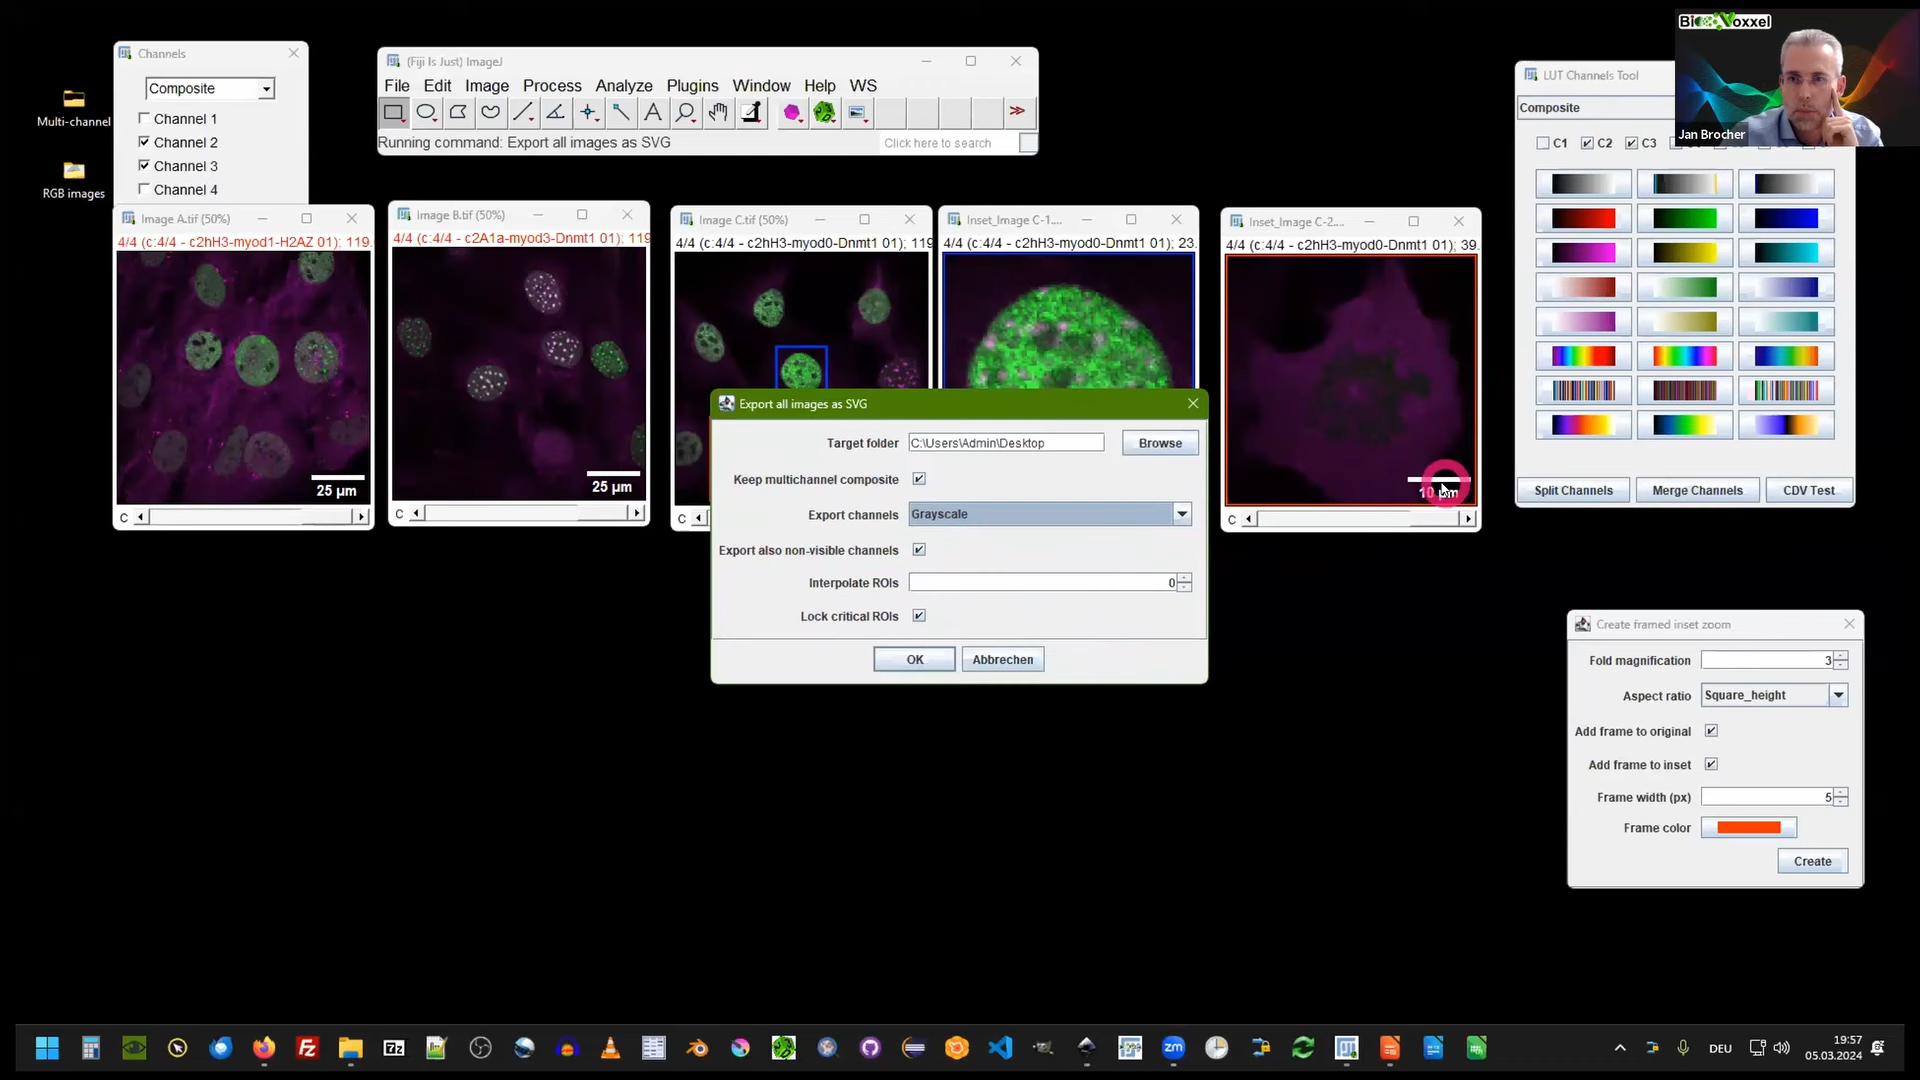 Channels
Composite
Channel 1
Channel 2
Channel 3
Channel 4
Multi-channel
RGB images
(Fiji Is Just) ImageJ
File Edit Image Process Analyze Plugins Window Help WS
Running command: Export all images as SVG
Click here to search
LUT Channels Tool
Composite
C1 C2 C3
Split Channels Merge Channels CDV Test
BioVoxxel
Jan Brocher
Image A.tif (50%)
4/4 (c:4/4 - c2hH3-myod1-H2AZ 01); 119.
25 µm
C
Image B.tif (50%)
4/4 (c:4/4 - c2A1a-myod3-Dnmt1 01); 119
25 µm
C
Image C.tif (50%)
4/4 (c:4/4 - c2hH3-myod0-Dnmt1 01); 119
C
Inset_Image C-1....
4/4 (c:4/4 - c2hH3-myod0-Dnmt1 01); 23.
Inset_Image C-2...
4/4 (c:4/4 - c2hH3-myod0-Dnmt1 01); 39.
10 µm
C
Export all images as SVG
Target folder C:\Users\Admin\Desktop Browse
Keep multichannel composite
Export channels Grayscale
Export also non-visible channels
Interpolate ROIs 0
Lock critical ROIs
OK Abbrechen
Create framed inset zoom
Fold magnification 3
Aspect ratio Square_height
Add frame to original
Add frame to inset
Frame width (px) 5
Frame color
Create
Fz
7z
zm
DEU
19:57
05.03.2024